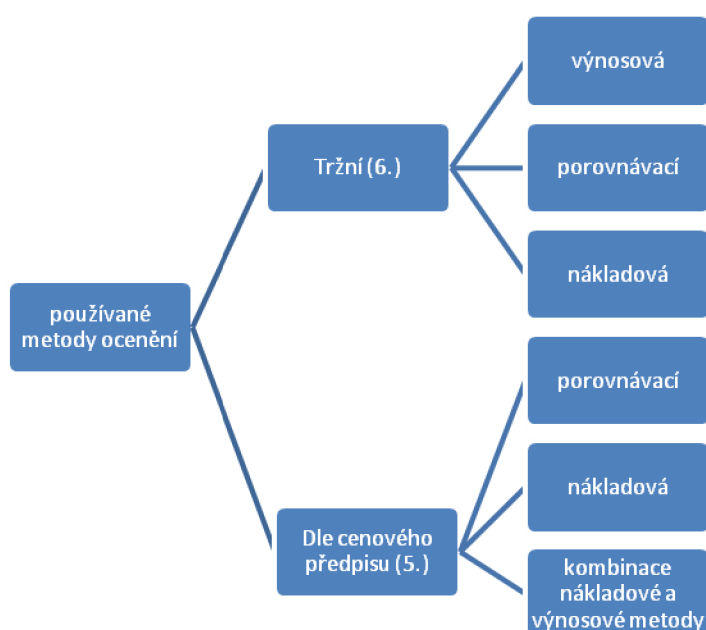 výnosová
Tržní (6.)
porovnávací
nákladová
používané
metody ocenění
porovnávací
nákladová
Dle cenového
předpisu (5.)
kombinace
nákladové a
výnosové metody